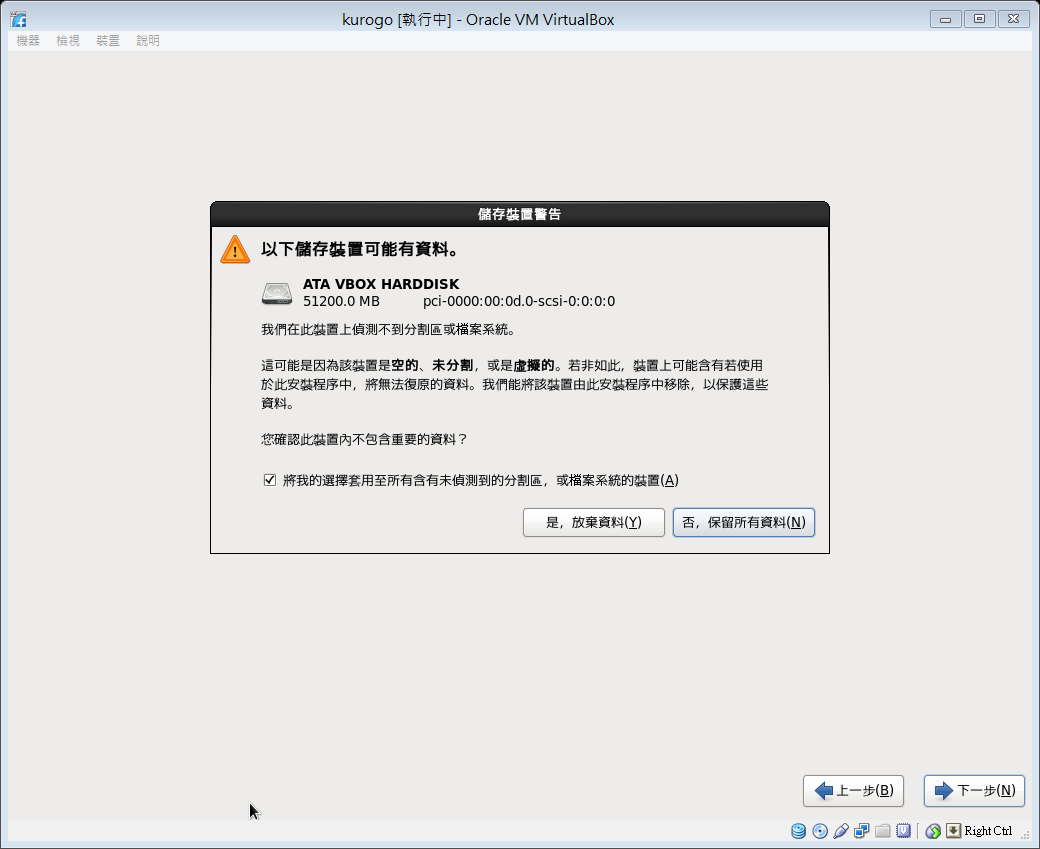 kurogo [執行中] - Oracle VM VirtualBox
機器 檢視 裝置 說明
儲存裝置警告
以下儲存裝置可能有資料。
ATA VBOX HARDDISK
51200.0 MB pci-0000:00:0d.0-scsi-0:0:0:0
我們在此裝置上偵測不到分割區或檔案系統。
這可能是因為該裝置是空的、未分割，或是虛擬的。若非如此，裝置上可能含有若使用
於此安裝程序中，將無法復原的資料。我們能將該裝置由此安裝程序中移除，以保護這些
資料。
您確認此裝置內不包含重要的資料？
將我的選擇套用至所有含有未偵測到的分割區，或檔案系統的裝置(A)
是，放棄資料(Y) 否，保留所有資料(N)
上一步(B) 下一步(N)
Right Ctrl